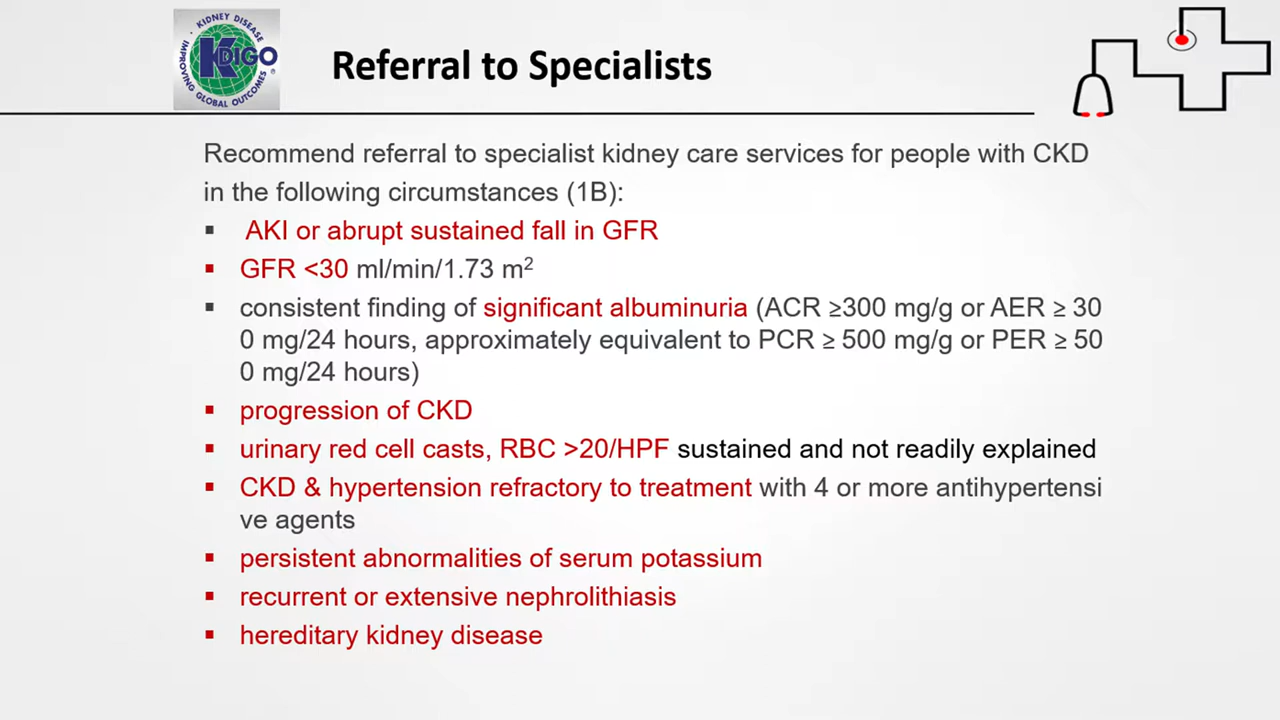 KIDNEY DISEASE
KDIGO
IMPROVING GLOBAL OUTCOMES
®
Referral to Specialists
Recommend referral to specialist kidney care services for people with CKD
in the following circumstances (1B):
▪ AKI or abrupt sustained fall in GFR
▪ GFR <30 ml/min/1.73 m²
▪ consistent finding of significant albuminuria (ACR ≥300 mg/g or AER ≥ 30
0 mg/24 hours, approximately equivalent to PCR ≥ 500 mg/g or PER ≥ 50
0 mg/24 hours)
▪ progression of CKD
▪ urinary red cell casts, RBC >20/HPF sustained and not readily explained
▪ CKD & hypertension refractory to treatment with 4 or more antihypertensi
ve agents
▪ persistent abnormalities of serum potassium
▪ recurrent or extensive nephrolithiasis
▪ hereditary kidney disease